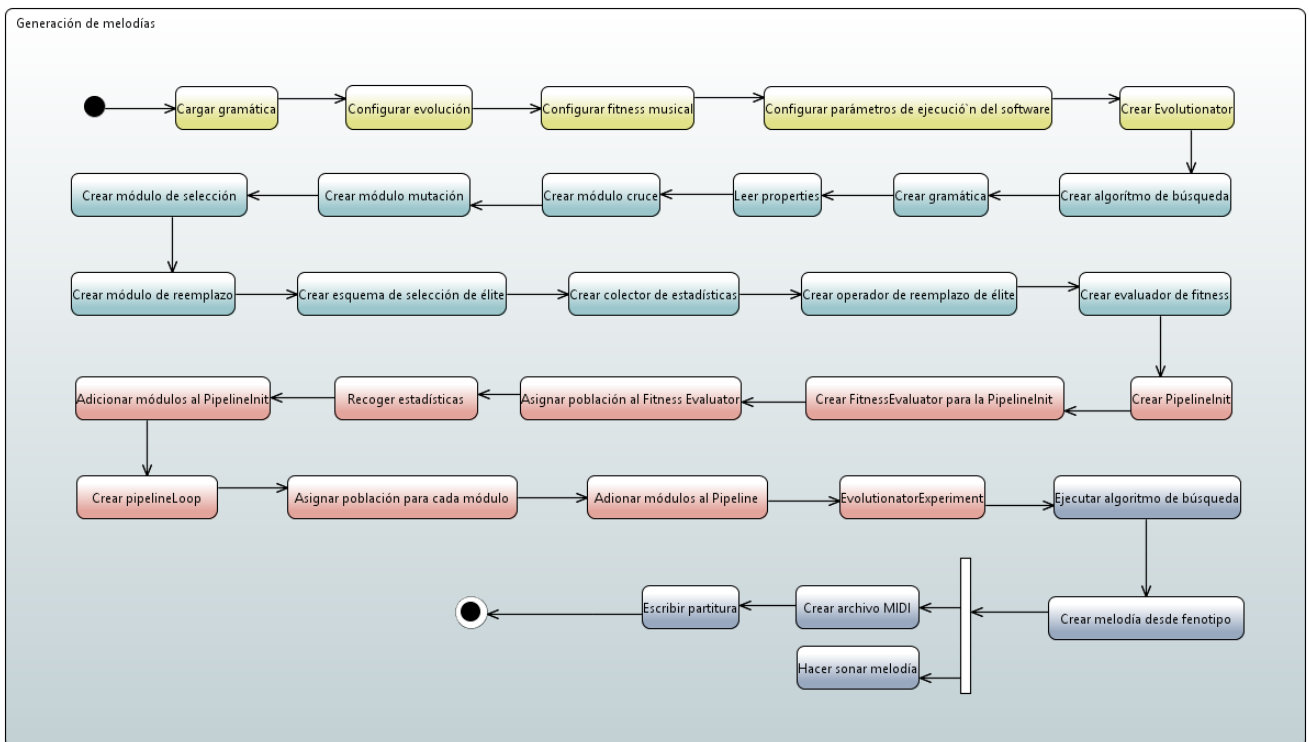 Generación de melodías
Cargar gramática
Configurar evolución
Configurar fitness musical
Configurar parámetros de ejecució`n del software
Crear Evolutionator
Crear módulo de selección
Crear módulo mutación
Crear módulo cruce
Leer properties
Crear gramática
Crear algorítmo de búsqueda
Crear módulo de reemplazo
Crear esquema de selección de élite
Crear colector de estadísticas
Crear operador de reemplazo de élite
Crear evaluador de fitness
Adicionar módulos al PipelineInit
Recoger estadísticas
Asignar población al Fitness Evaluator
Crear FitnessEvaluator para la PipelineInit
Crear PipelineInit
Crear pipelineLoop
Asignar población para cada módulo
Adionar módulos al Pipeline
EvolutionatorExperiment
Ejecutar algoritmo de búsqueda
Escribir partitura
Crear archivo MIDI
Crear melodía desde fenotipo
Hacer sonar melodía